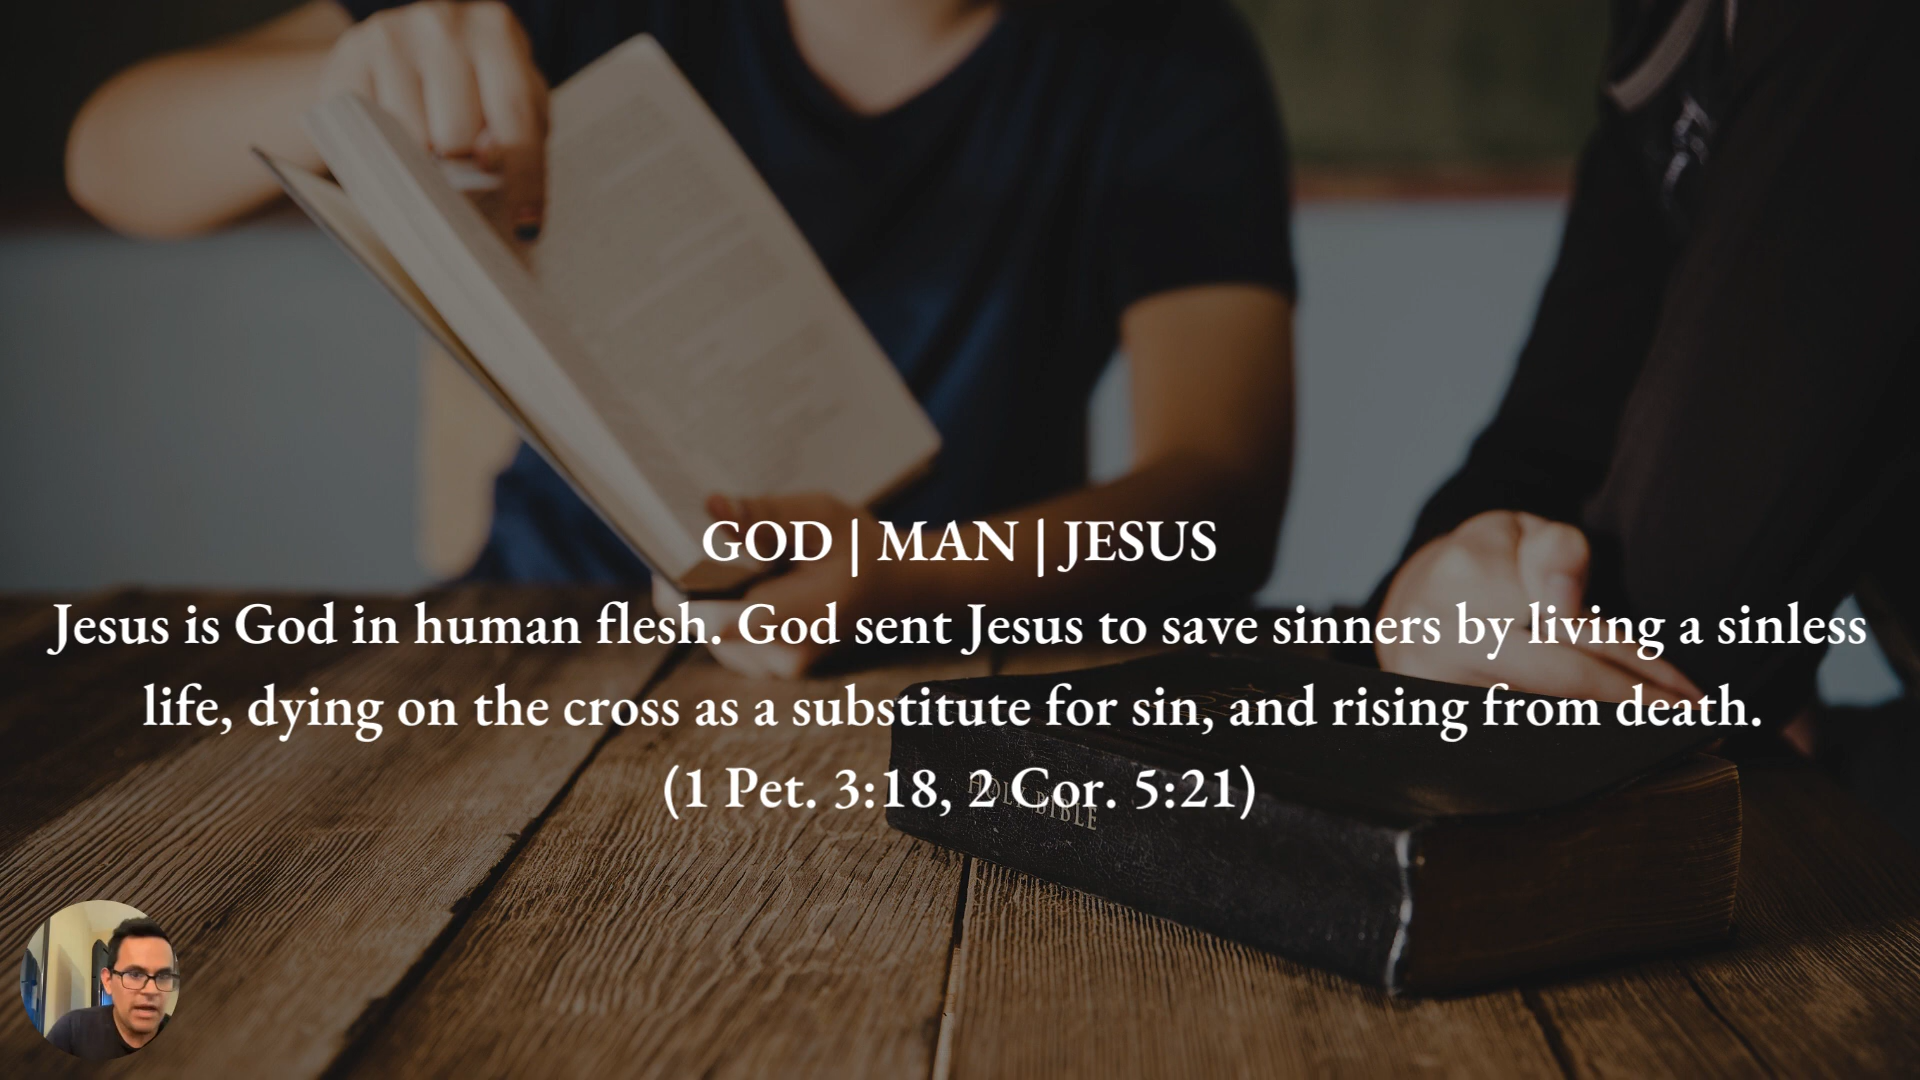 GOD | MAN | JESUS
Jesus is God in human flesh. God sent Jesus to save sinners by living a sinless
life, dying on the cross as a substitute for sin, and rising from death.
(1 Pet. 3:18, 2 Cor. 5:21)
HOLY BIBLE